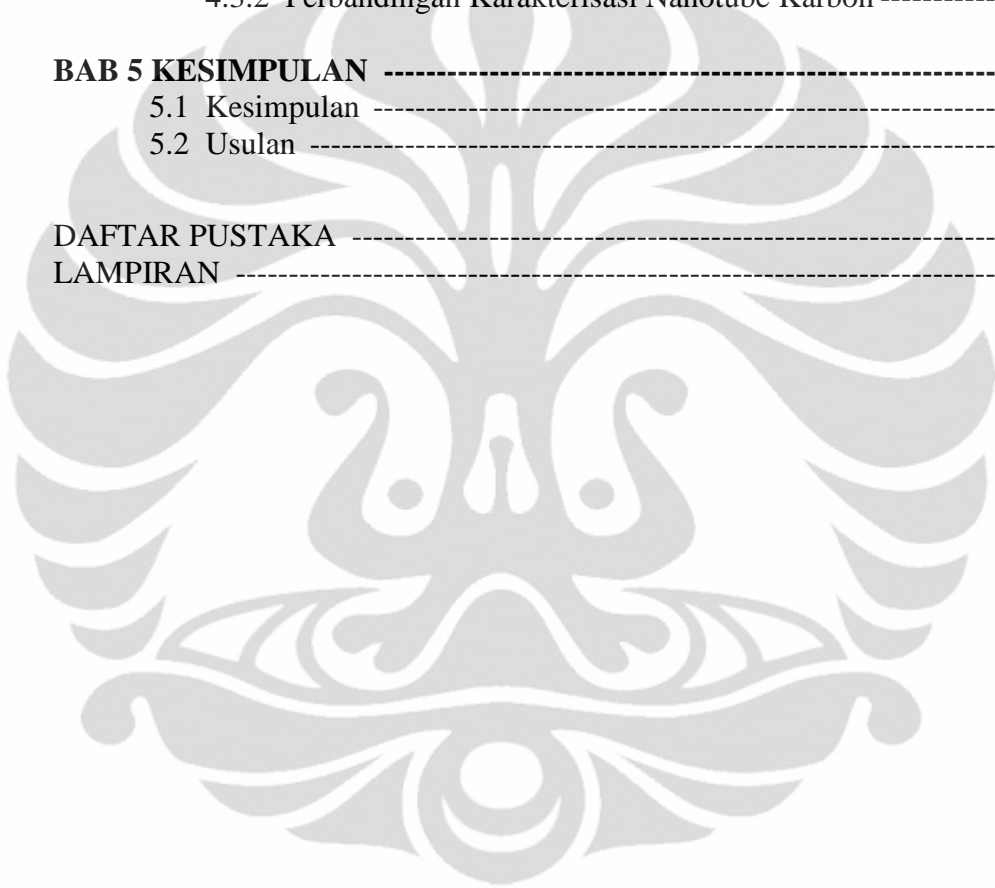 4.3.2 Perbandingan Karakterisasi Nanotube Karbon -----------
BAB 5 KESIMPULAN ----------------------------------------------------------
5.1 Kesimpulan -----------------------------------------------------------
5.2 Usulan -----------------------------------------------------------------
DAFTAR PUSTAKA -------------------------------------------------------------
LAMPIRAN ------------------------------------------------------------------------